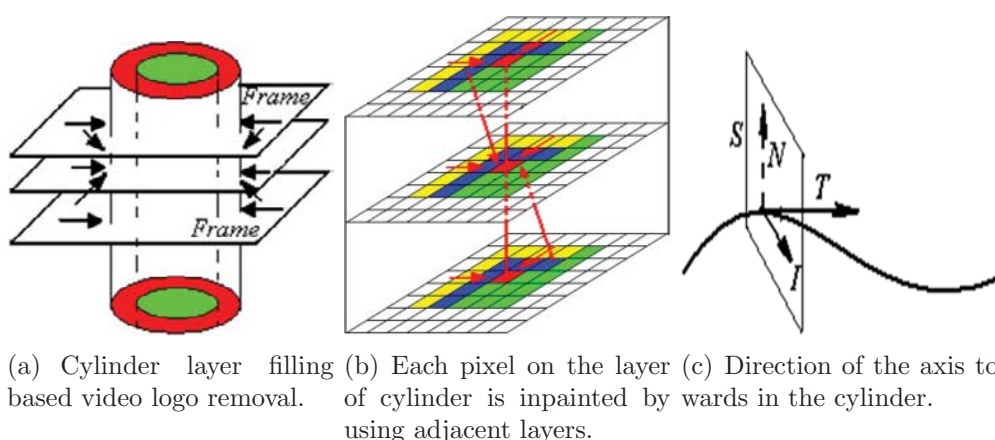 Frame
Frame
S
N
T
I
(a) Cylinder layer filling
based video logo removal.
(b) Each pixel on the layer
of cylinder is inpainted by
using adjacent layers.
(c) Direction of the axis to
wards in the cylinder.